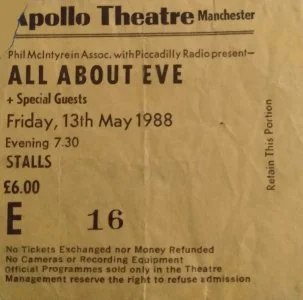 Apollo Theatre Manchester
Phil McIntyre in Assoc. with Piccadilly Radio present—
ALL ABOUT EVE
+ Special Guests
Friday, 13th May 1988
Evening 7.30
STALLS
£6.00
E 16
No Tickets Exchanged nor Money Refunded
No Cameras or Recording Equipment
Official Programmes sold only in the Theatre
Management reserve the right to refuse admission
Retain This Portion